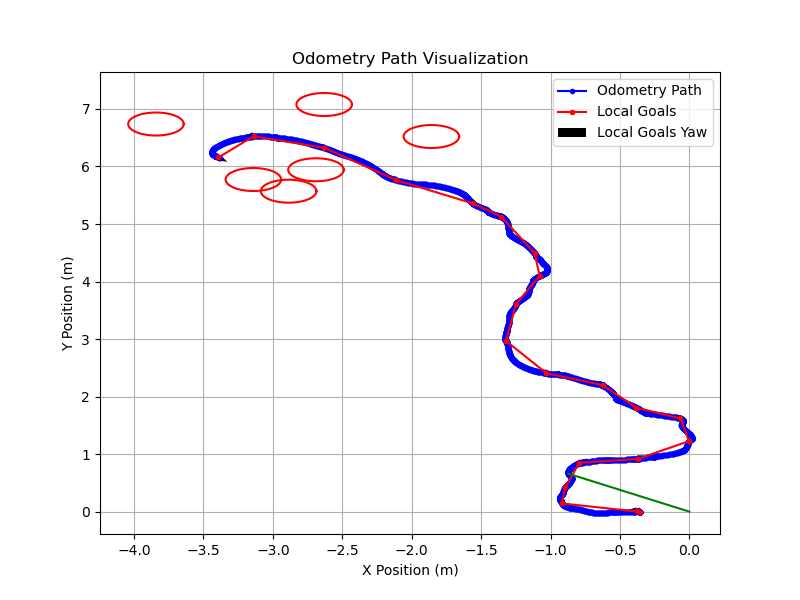 Odometry Path Visualization
Odometry Path
Local Goals
Local Goals Yaw
Y Position (m)
7
6
5
4
3
2
1
0
−4.0 −3.5 −3.0 −2.5 −2.0 −1.5 −1.0 −0.5 0.0
X Position (m)